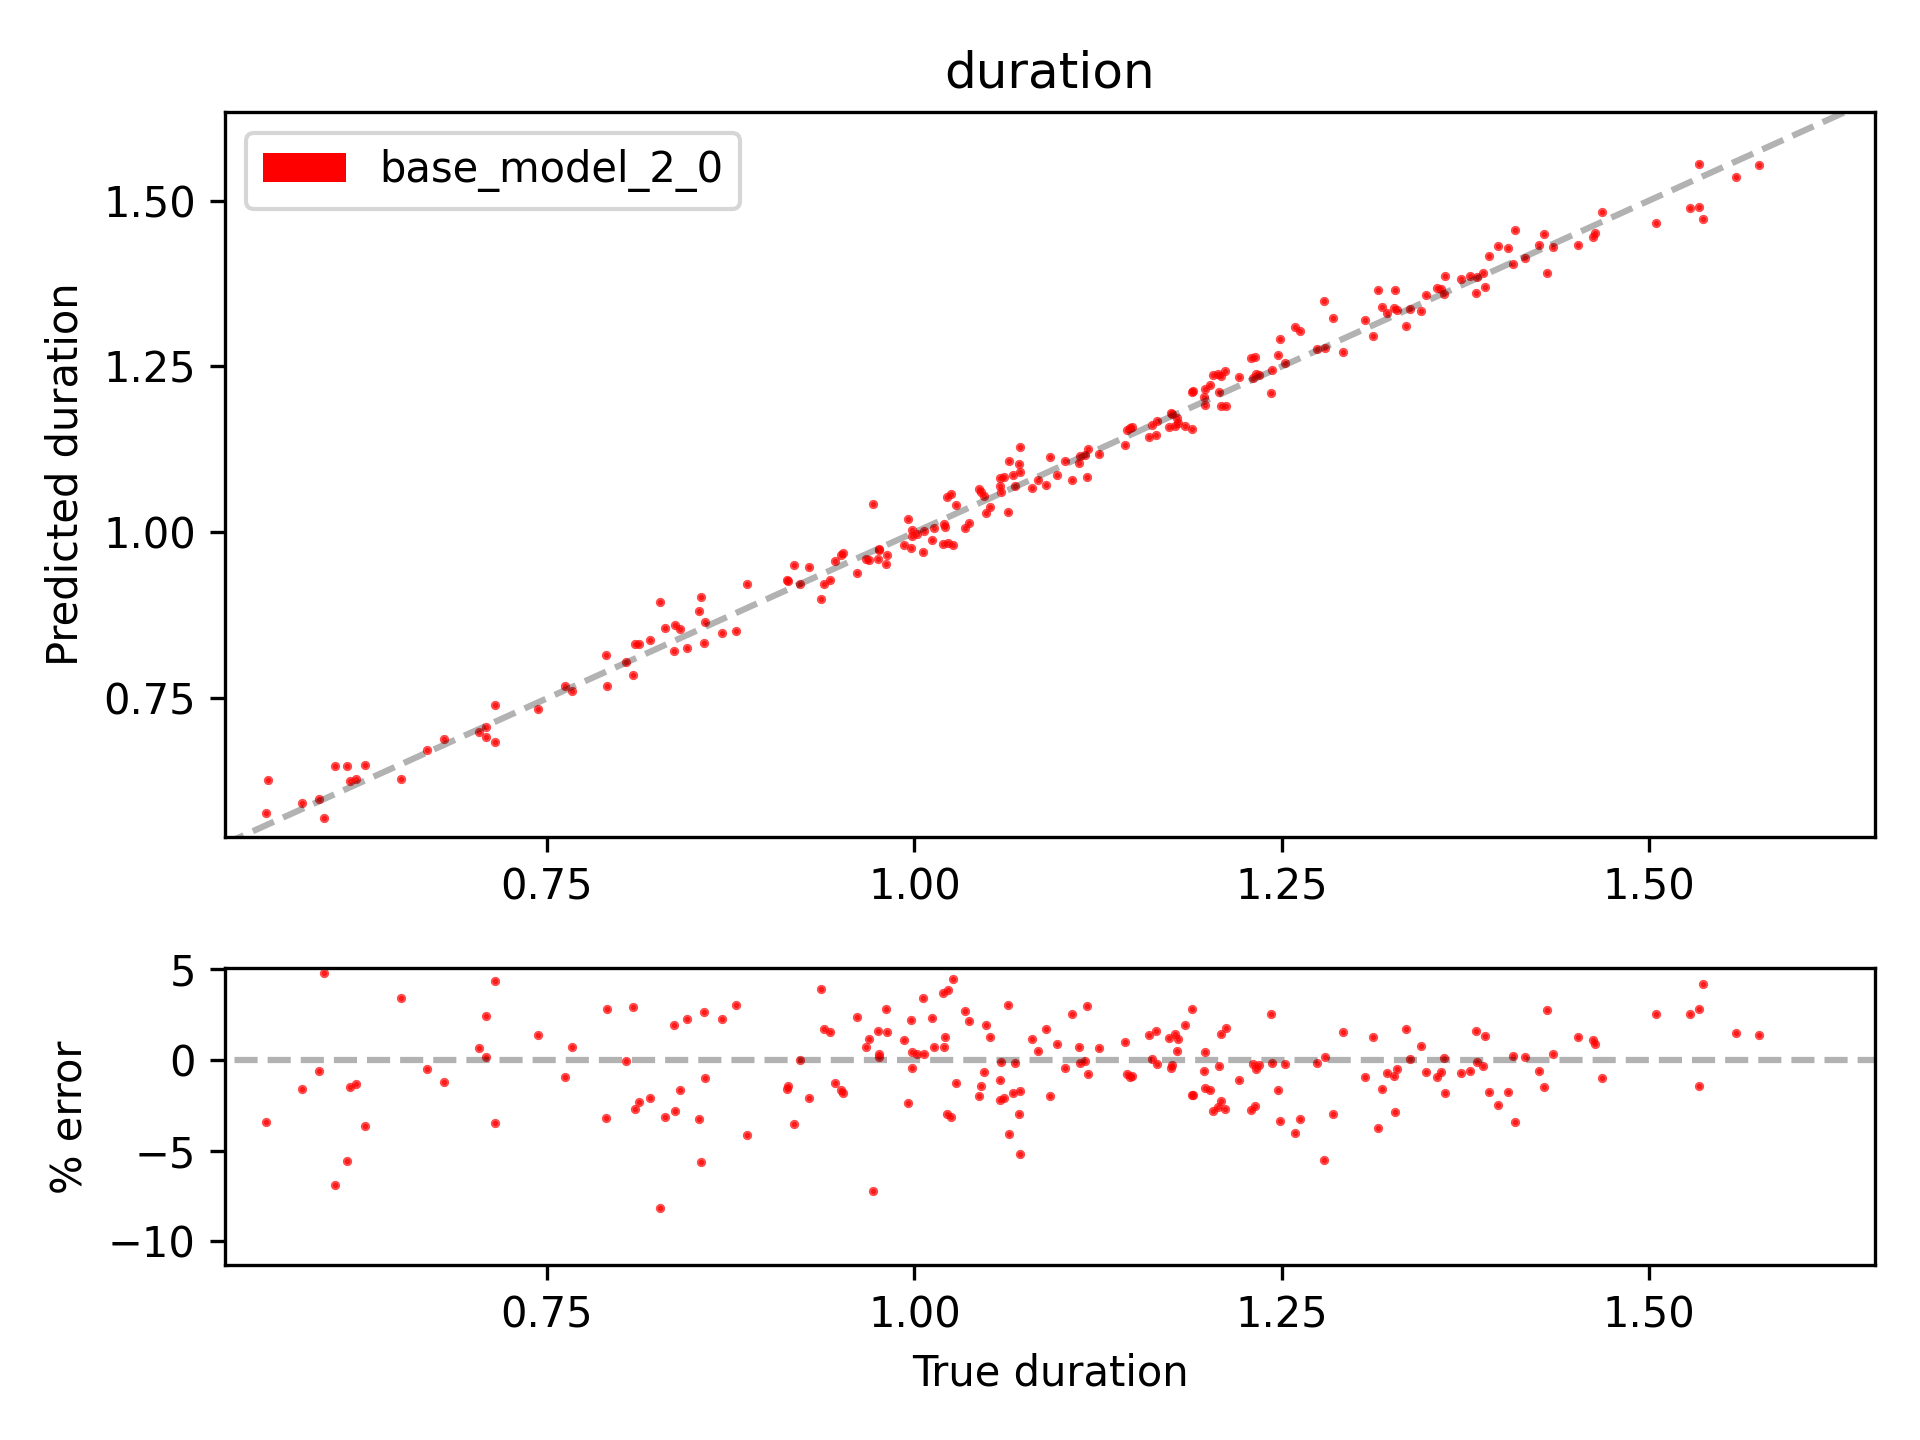 duration
base_model_2_0
Predicted duration
1.50
1.25
1.00
0.75
0.75 1.00 1.25 1.50
% error
5
0
−5
−10
0.75 1.00 1.25 1.50
True duration